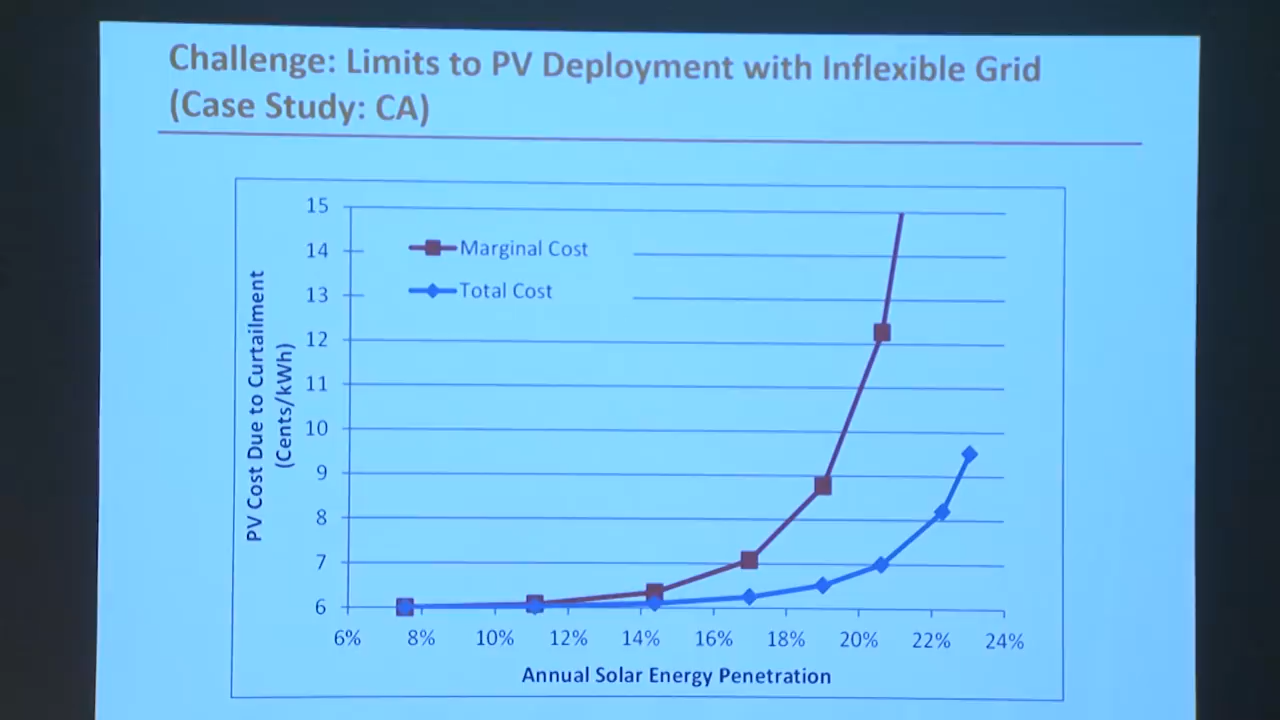 Challenge: Limits to PV Deployment with Inflexible Grid
(Case Study: CA)
15
14
13
12
11
10
9
8
7
6
Marginal Cost
Total Cost
PV Cost Due to Curtailment
(Cents/kWh)
6% 8% 10% 12% 14% 16% 18% 20% 22% 24%
Annual Solar Energy Penetration